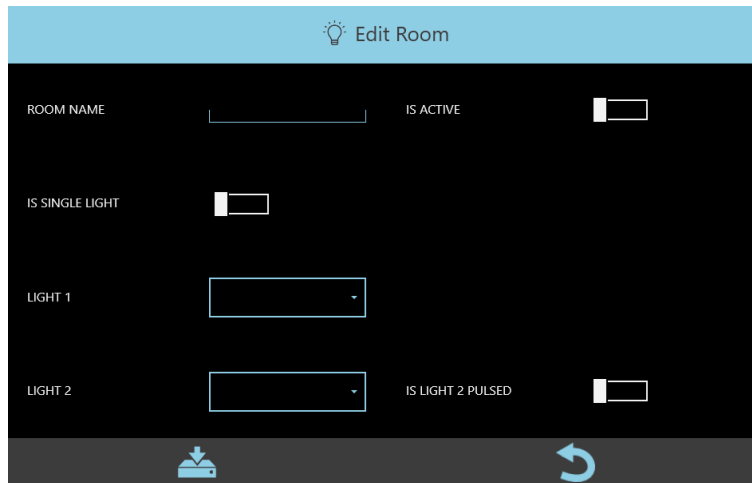 Edit Room
ROOM NAME
IS ACTIVE
IS SINGLE LIGHT
LIGHT 1
LIGHT 2
IS LIGHT 2 PULSED